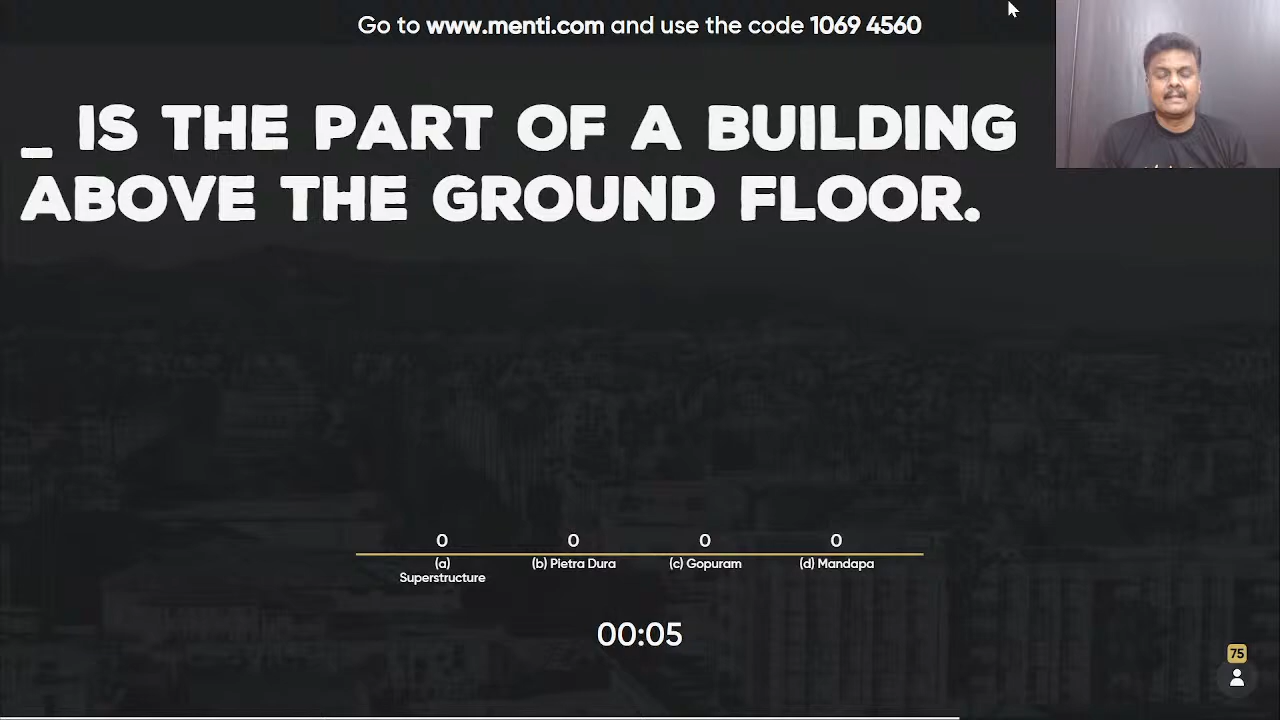 Go to www.menti.com and use the code 1069 4560
_ IS THE PART OF A BUILDING
ABOVE THE GROUND FLOOR.
0 0 0 0
(a) (b) Pietra Dura (c) Gopuram (d) Mandapa
Superstructure
00:05
75